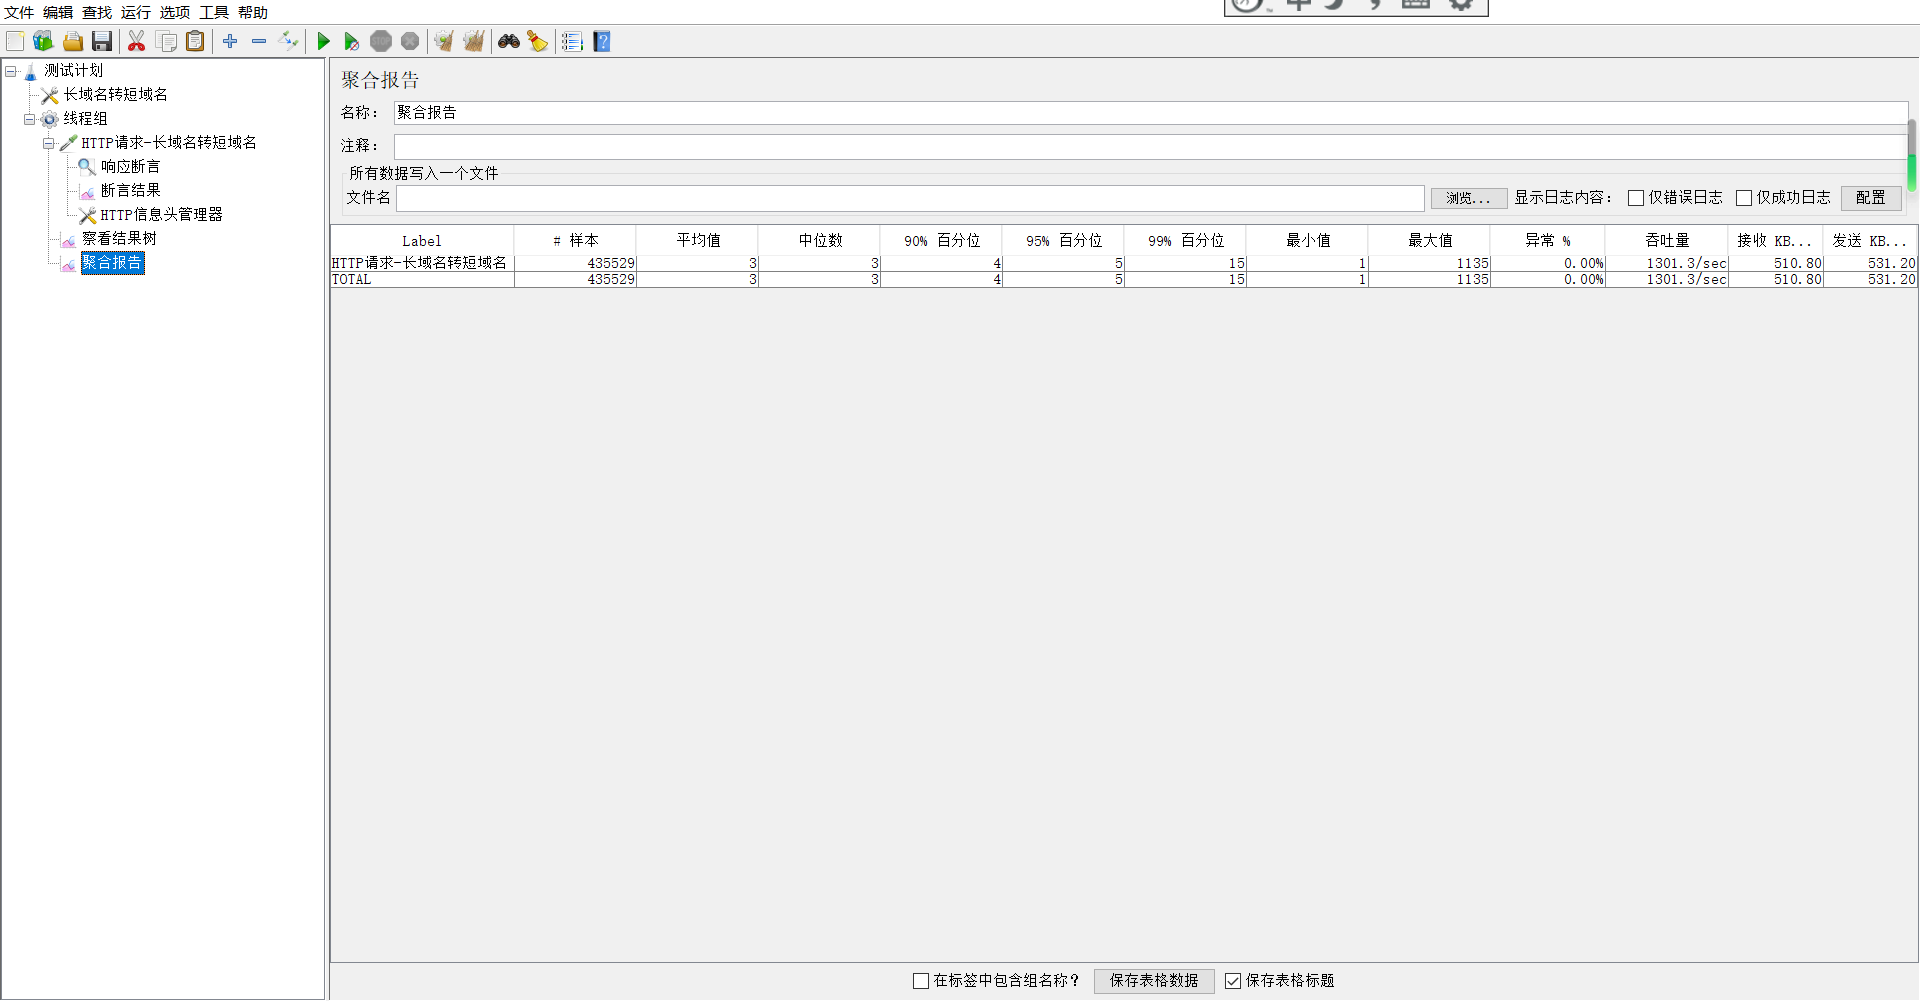 文件 编辑 查找 运行 选项 工具 帮助
测试计划
长域名转短域名
线程组
HTTP请求-长域名转短域名
响应断言
断言结果
HTTP信息头管理器
察看结果树
聚合报告
聚合报告
名称： 聚合报告
注释：
所有数据写入一个文件
文件名 浏览... 显示日志内容： 仅错误日志 仅成功日志 配置
Label # 样本 平均值 中位数 90% 百分位 95% 百分位 99% 百分位 最小值 最大值 异常 % 吞吐量 接收 KB... 发送 KB...
HTTP请求-长域名转短域名 435529 3 3 4 5 15 1 1135 0.00% 1301.3/sec 510.80 531.20
TOTAL 435529 3 3 4 5 15 1 1135 0.00% 1301.3/sec 510.80 531.20
在标签中包含组名称？ 保存表格数据 保存表格标题